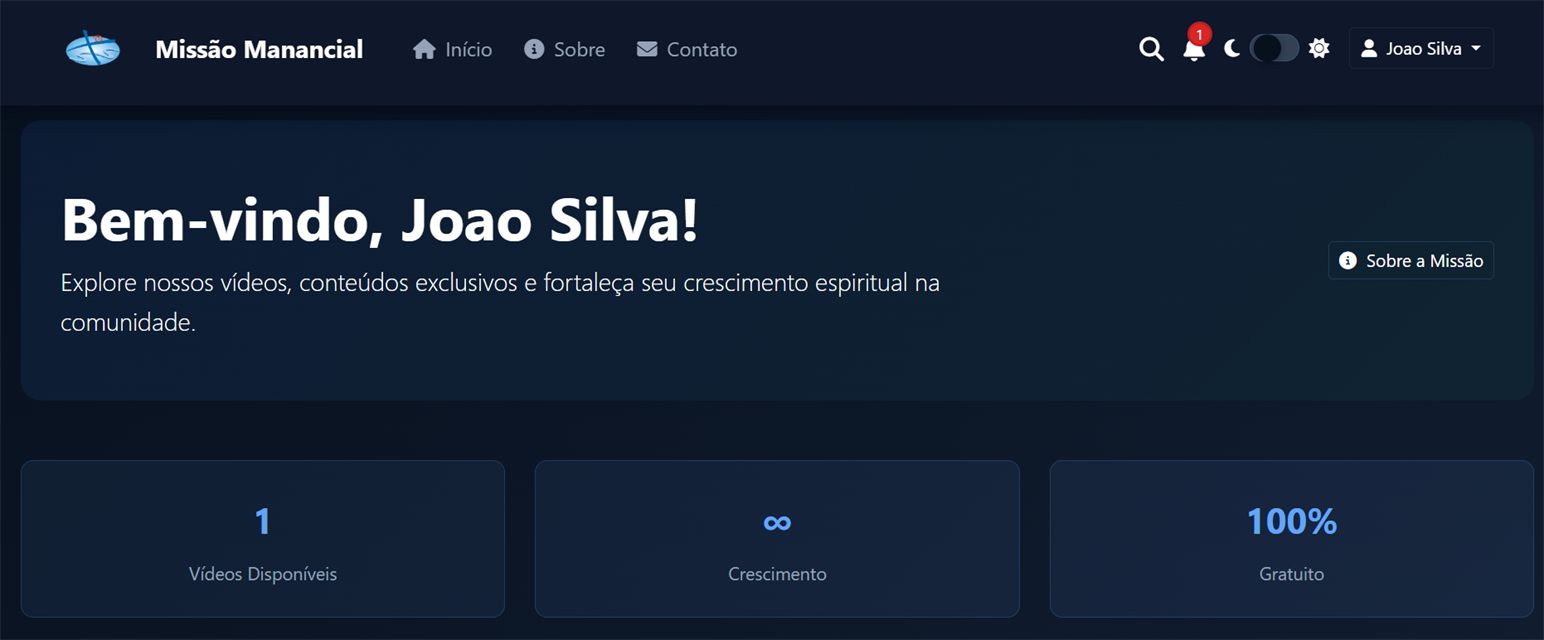 Missão Manancial
Início
Sobre
Contato
1
Joao Silva
Bem-vindo, Joao Silva!
Explore nossos vídeos, conteúdos exclusivos e fortaleça seu crescimento espiritual na
comunidade.
Sobre a Missão
1
Vídeos Disponíveis
∞
Crescimento
100%
Gratuito